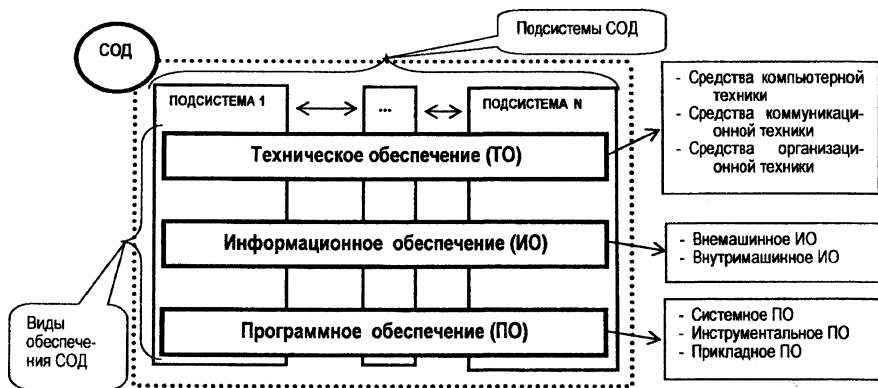 СОД
Подсистемы СОД
ПОДСИСТЕМА 1
...
ПОДСИСТЕМА N
Техническое обеспечение (ТО)
- Средства компьютерной
техники
- Средства коммуникаци-
онной техники
- Средства организаци-
онной техники
Информационное обеспечение (ИО)
- Внемашинное ИО
- Внутримашинное ИО
Виды
обеспече-
ния СОД
Программное обеспечение (ПО)
- Системное ПО
- Инструментальное ПО
- Прикладное ПО